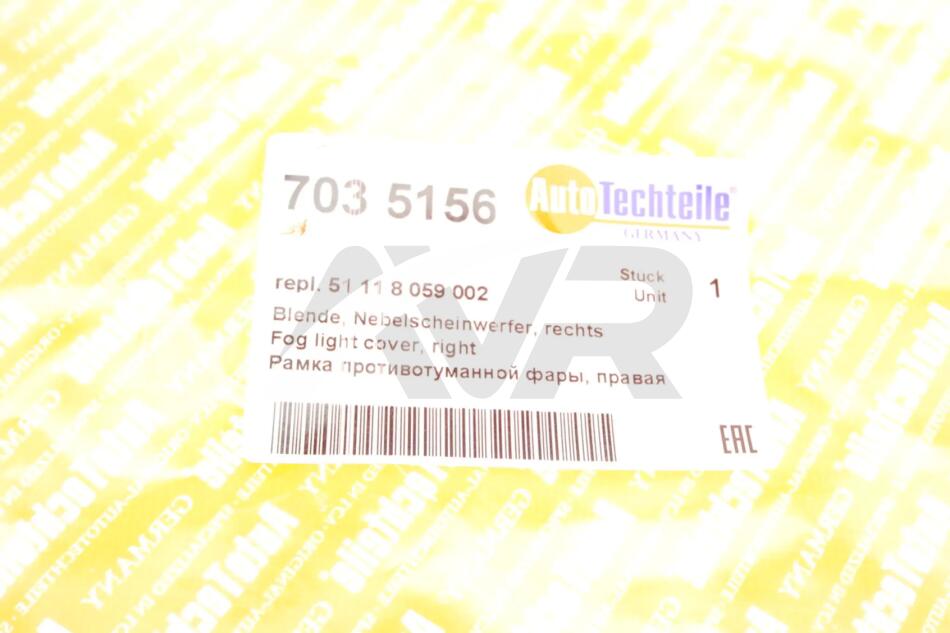 703 5156
AutoTechteile®
GERMANY
repl. 51 11 8 059 002
Stuck
Unit
1
Blende, Nebelscheinwerfer, rechts
Fog light cover, right
Рамка противотуманной фары, правая
EAC